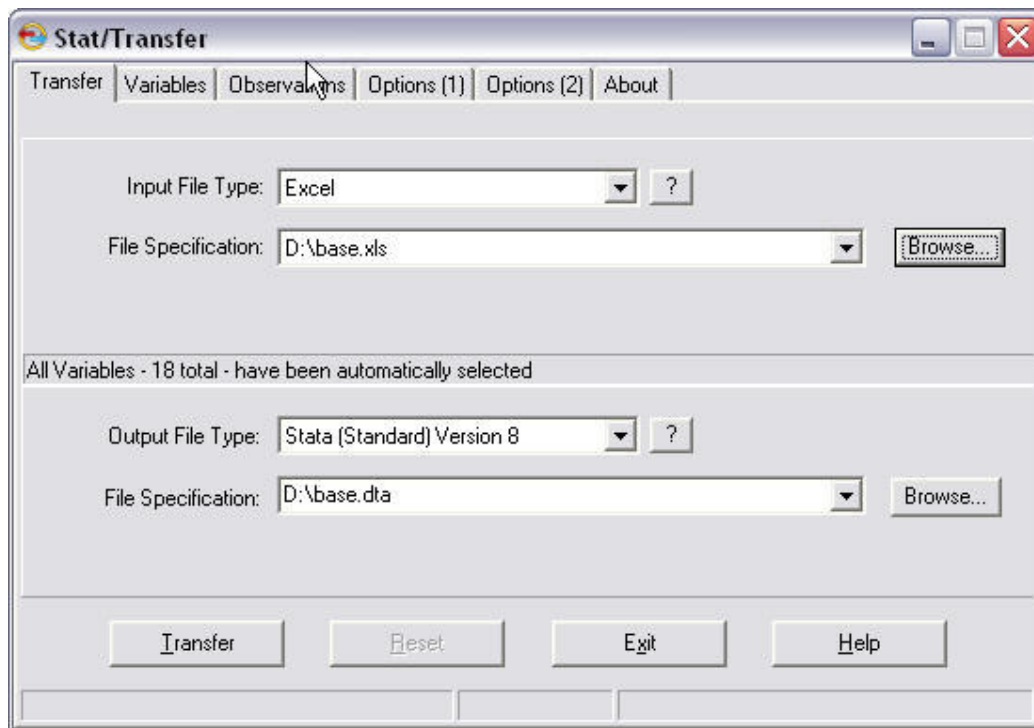 Stat/Transfer
Transfer Variables Observations Options (1) Options (2) About
Input File Type: Excel ?
File Specification: D:\base.xls Browse...
All Variables - 18 total - have been automatically selected
Output File Type: Stata (Standard) Version 8 ?
File Specification: D:\base.dta Browse...
Transfer Reset Exit Help